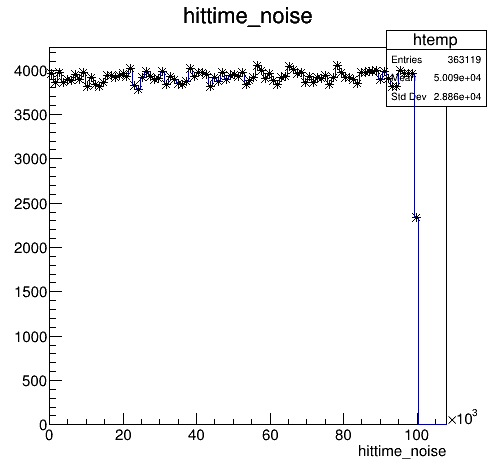 hittime_noise
htemp
Entries 363119
Mean 5.009e+04
Std Dev 2.886e+04
4000
3500
3000
2500
2000
1500
1000
500
0
0 20 40 60 80 100 ×10³
hittime_noise